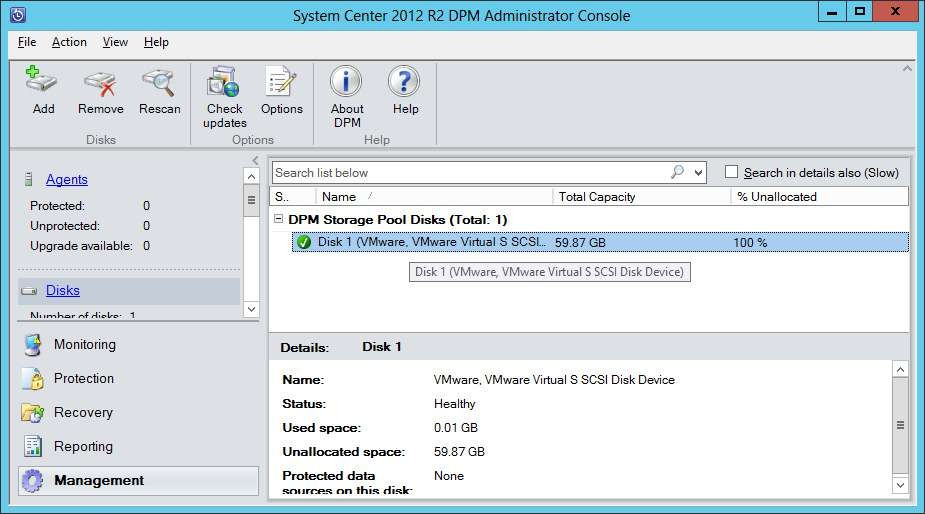 System Center 2012 R2 DPM Administrator Console
File Action View Help
Add Remove Rescan Check updates Options About DPM Help
Disks Options Help
Agents
Protected: 0
Unprotected: 0
Upgrade available: 0
Disks
Number of disks: 1
Monitoring
Protection
Recovery
Reporting
Management
Search list below Search in details also (Slow)
S.. Name Total Capacity % Unallocated
DPM Storage Pool Disks (Total: 1)
Disk 1 (VMware, VMware Virtual S SCSI... 59.87 GB 100 %
Disk 1 (VMware, VMware Virtual S SCSI Disk Device)
Details: Disk 1
Name: VMware, VMware Virtual S SCSI Disk Device
Status: Healthy
Used space: 0.01 GB
Unallocated space: 59.87 GB
Protected data None
sources on this disk: